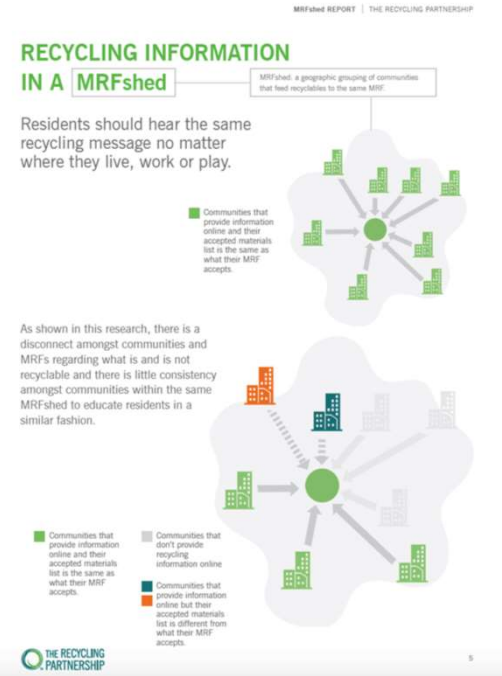 MRFshed REPORT | THE RECYCLING PARTNERSHIP
RECYCLING INFORMATION
IN A MRFshed
MRFshed: a geographic grouping of communities
that feed recyclables to the same MRF.
Residents should hear the same
recycling message no matter
where they live, work or play.
Communities that
provide information
online and their
accepted materials
list is the same as
what their MRF
accepts.
As shown in this research, there is a
disconnect amongst communities and
MRFs regarding what is and is not
recyclable and there is little consistency
amongst communities within the same
MRFshed to educate residents in a
similar fashion.
Communities that
provide information
online and their
accepted materials
list is the same as
what their MRF
accepts.
Communities that
don't provide
recycling
information online
Communities that
provide information
online but their
accepted materials
list is different from
what their MRF
accepts.
THE RECYCLING
PARTNERSHIP
5